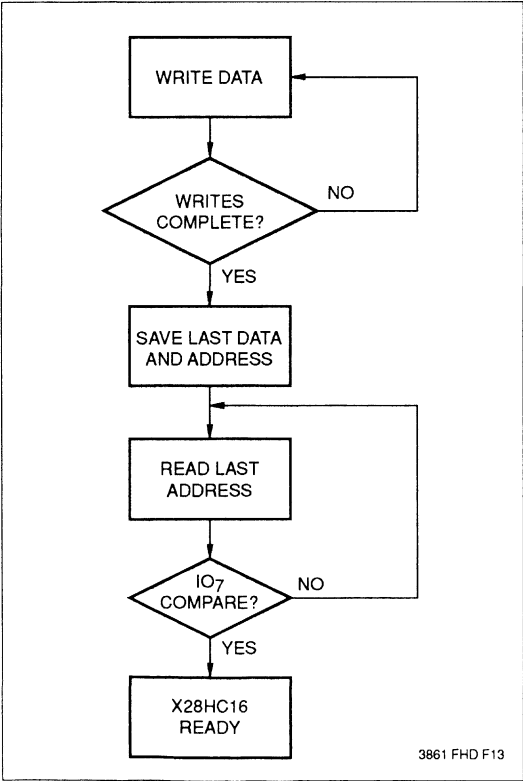 WRITE DATA
WRITES
COMPLETE?
NO
YES
SAVE LAST DATA
AND ADDRESS
READ LAST
ADDRESS
IO7
COMPARE?
NO
YES
X28HC16
READY
3861 FHD F13